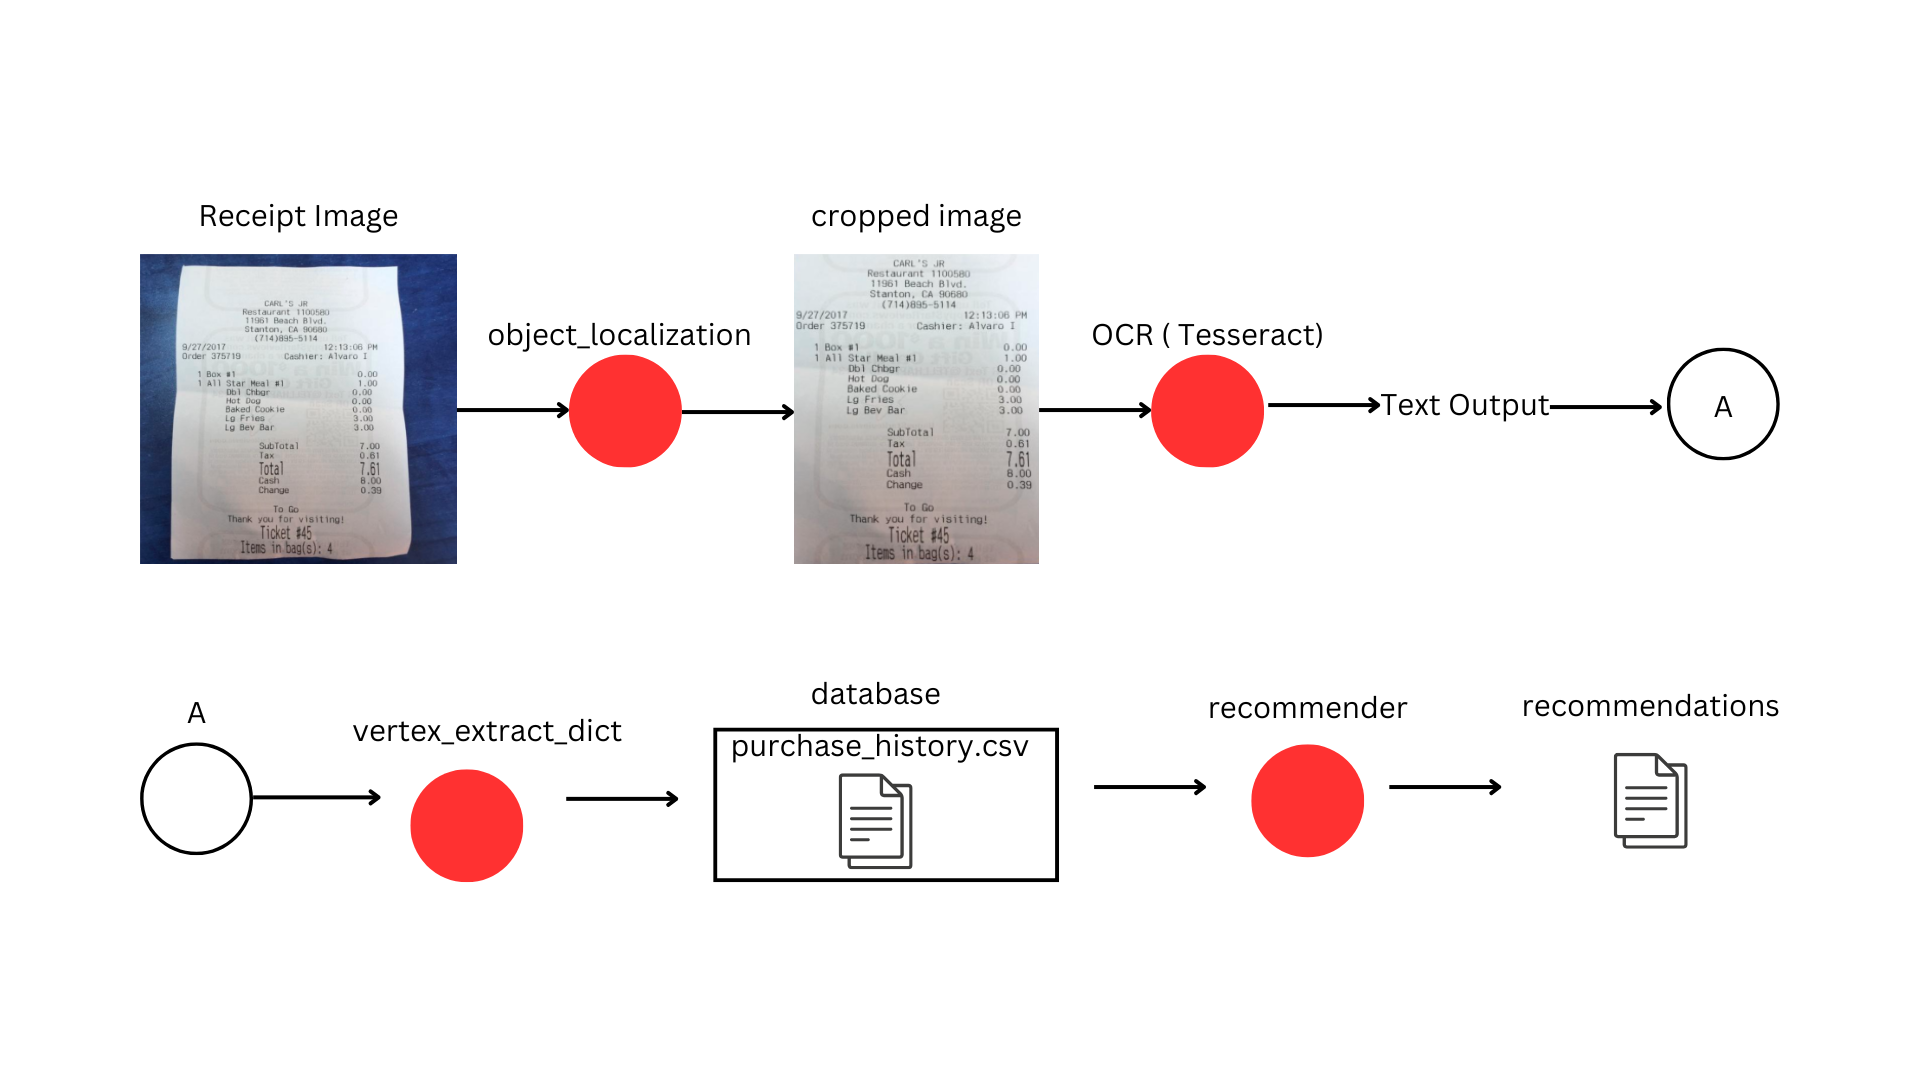 Receipt Image
cropped image
CARL'S JR
Restaurant 1100580
11961 Beach Blvd.
Stanton, CA 90680
(714)895-5114
9/27/2017 12:13:06 PM
Order 375719 Cashier: Alvaro I
1 Box #1 0.00
1 All Star Meal #1 1.00
Dbl Chbgr 0.00
Hot Dog 0.00
Baked Cookie 0.00
Lg Fries 3.00
Lg Bev Bar 3.00
SubTotal 7.00
Tax 0.61
Total 7.61
Cash 8.00
Change 0.39
To Go
Thank you for visiting!
Ticket #45
Items in bag(s): 4
object_localization
CARL'S JR
Restaurant 1100580
11961 Beach Blvd.
Stanton, CA 90680
(714)895-5114
9/27/2017 12:13:06 PM
Order 375719 Cashier: Alvaro I
1 Box #1 0.00
1 All Star Meal #1 1.00
Dbl Chbgr 0.00
Hot Dog 0.00
Baked Cookie 0.00
Lg Fries 3.00
Lg Bev Bar 3.00
SubTotal 7.00
Tax 0.61
Total 7.61
Cash 8.00
Change 0.39
To Go
Thank you for visiting!
Ticket #45
Items in bag(s): 4
OCR ( Tesseract)
Text Output
A
A
vertex_extract_dict
database
purchase_history.csv
recommender
recommendations